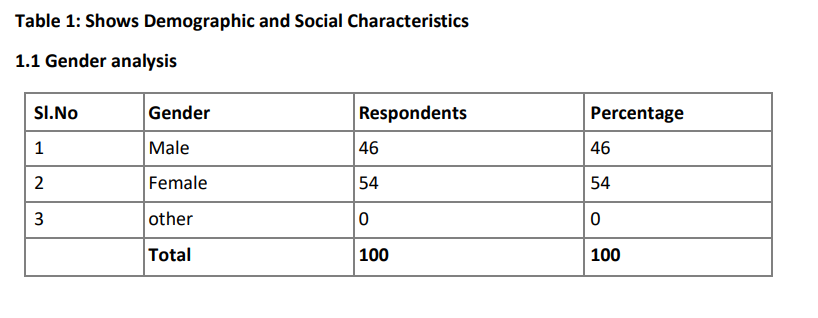 Table 1: Shows Demographic and Social Characteristics
1.1 Gender analysis
Sl.No Gender Respondents Percentage
1 Male 46 46
2 Female 54 54
3 other 0 0
Total 100 100